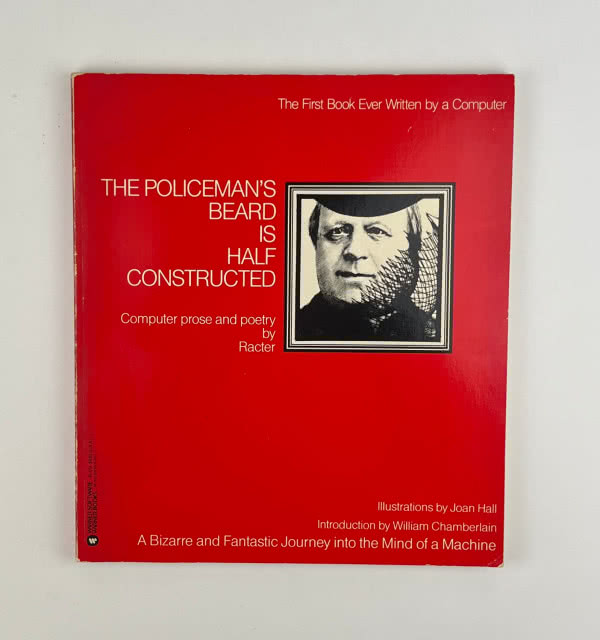 The First Book Ever Written by a Computer
THE POLICEMAN'S
BEARD
IS
HALF
CONSTRUCTED
Computer prose and poetry
by
Racter
Illustrations by Joan Hall
Introduction by William Chamberlain
A Bizarre and Fantastic Journey into the Mind of a Machine